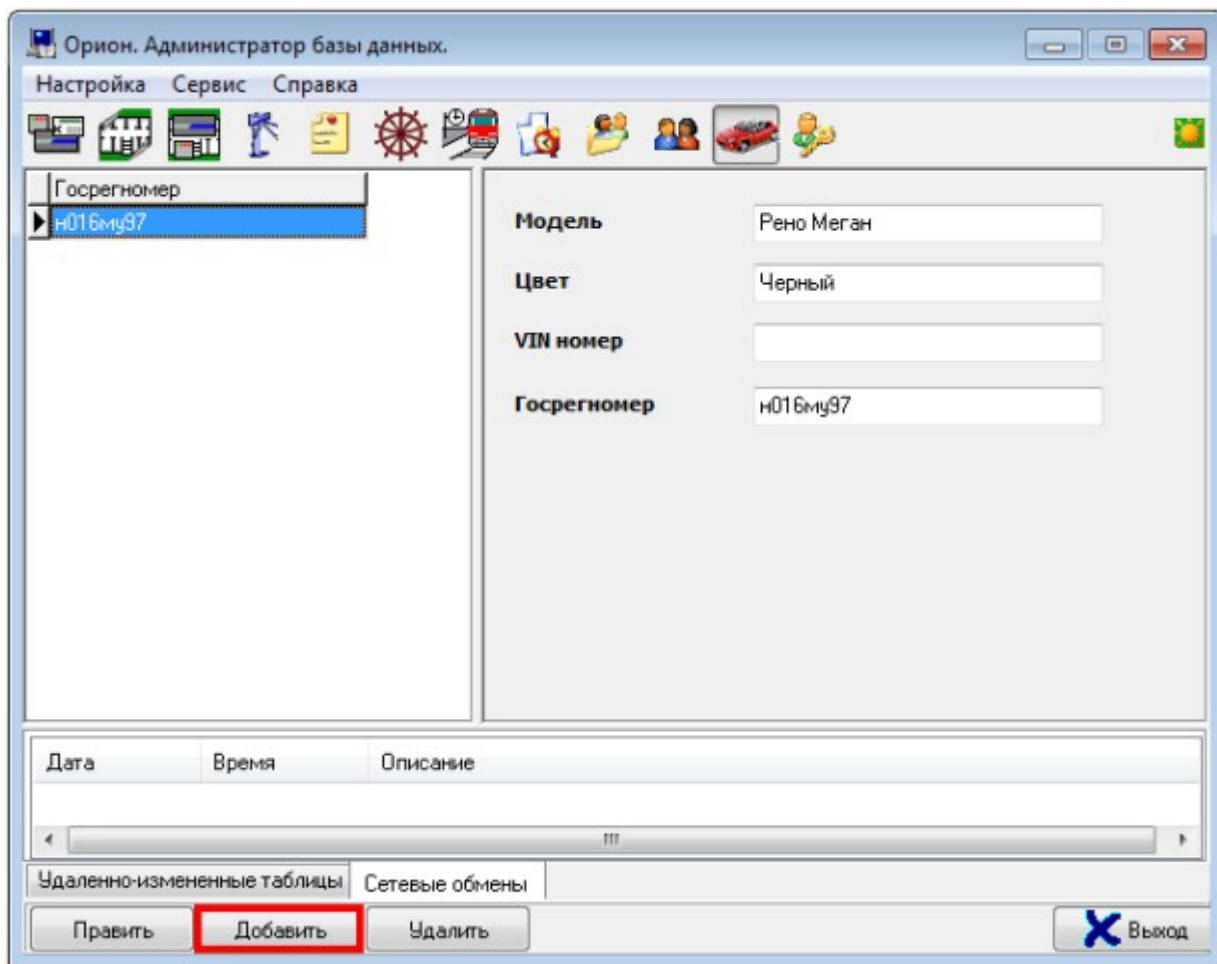 Орион. Администратор базы данных.
Настройка Сервис Справка
Госрегномер
н016му97
Модель Рено Меган
Цвет Черный
VIN номер
Госрегномер н016му97
Дата Время Описание
Удаленно-измененные таблицы Сетевые обмены
Править Добавить Удалить Выход